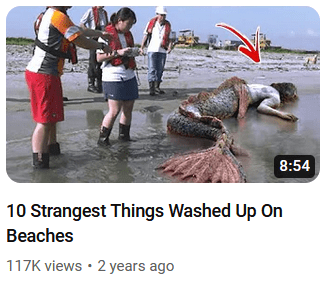 8:54
10 Strangest Things Washed Up On
Beaches
117K views • 2 years ago